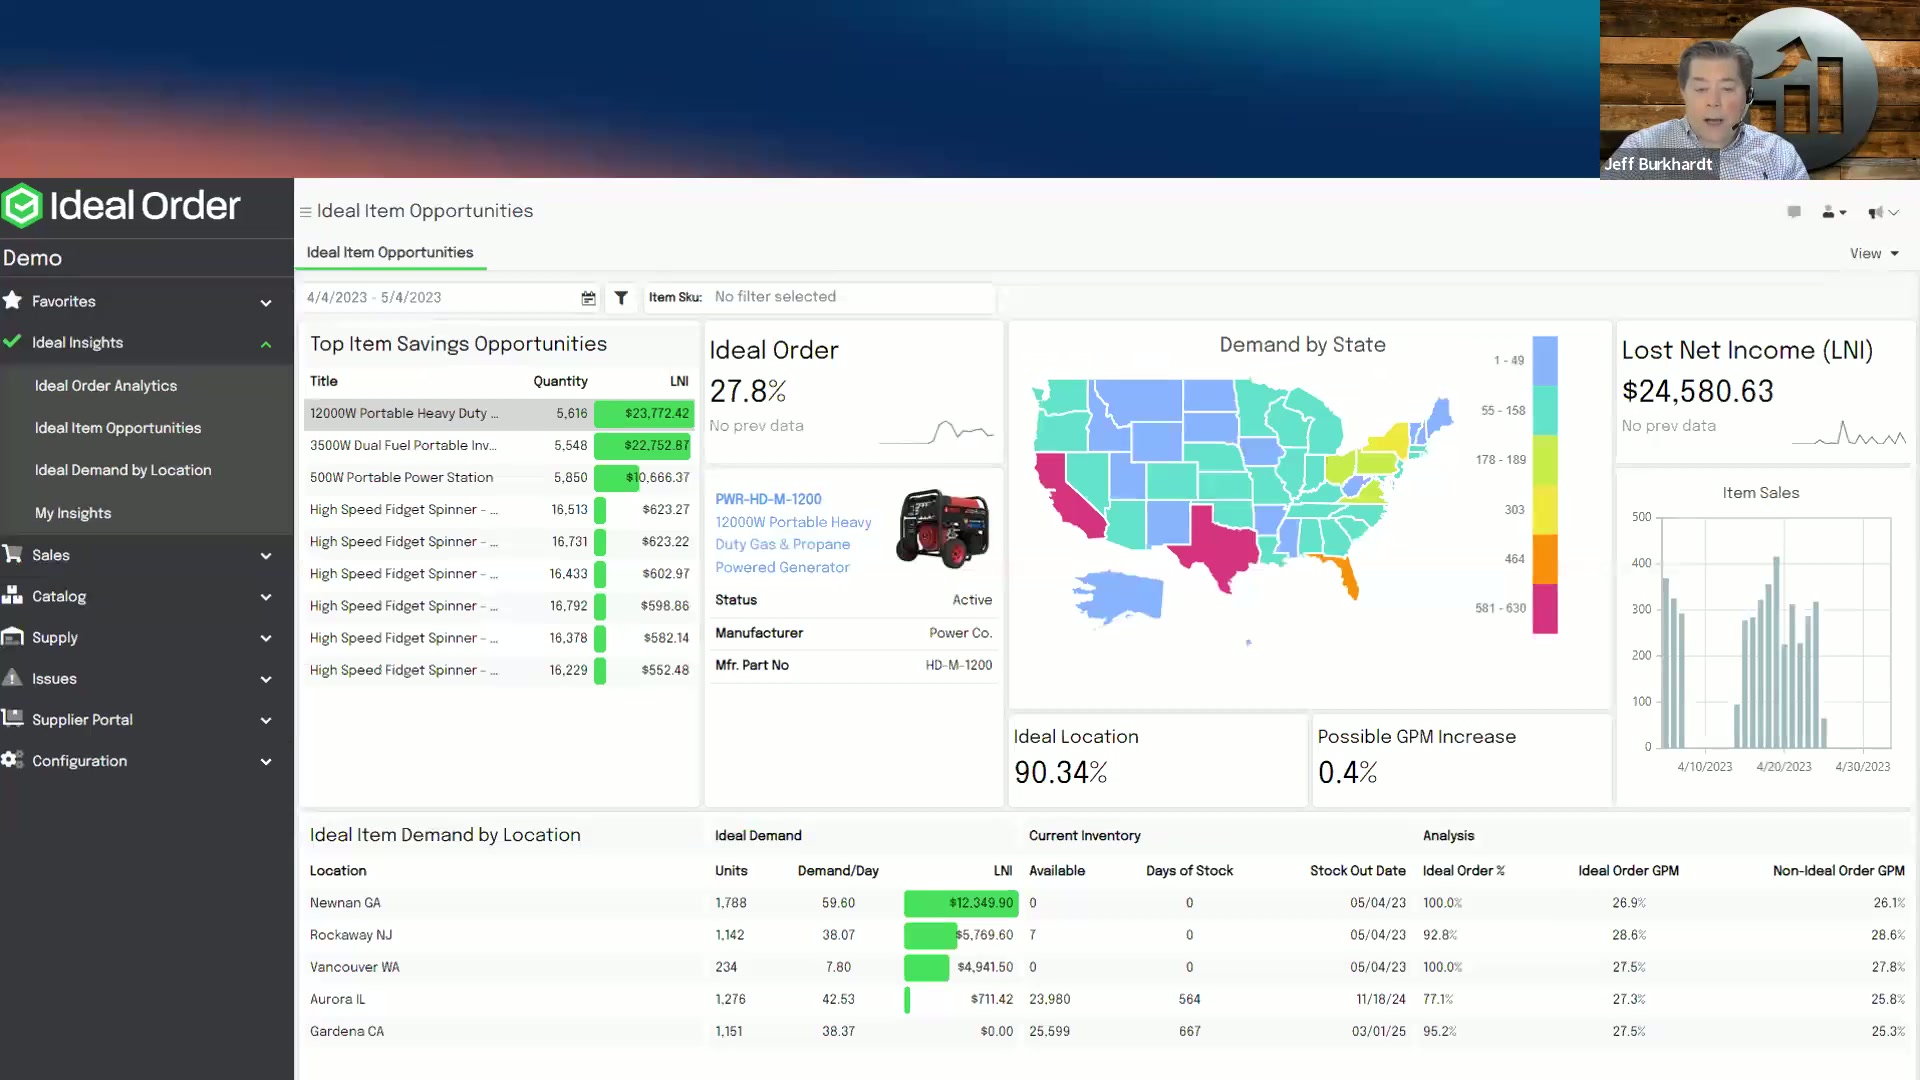 Jeff Burkhardt
Ideal Order
Demo
Favorites
Ideal Insights
Ideal Order Analytics
Ideal Item Opportunities
Ideal Demand by Location
My Insights
Sales
Catalog
Supply
Issues
Supplier Portal
Configuration
Ideal Item Opportunities
Ideal Item Opportunities
View
4/4/2023 - 5/4/2023
Item Sku: No filter selected
Top Item Savings Opportunities
Title Quantity LNI
12000W Portable Heavy Duty ... 5,616 $23,772.42
3500W Dual Fuel Portable Inv... 5,548 $22,752.87
500W Portable Power Station 5,850 $10,666.37
High Speed Fidget Spinner - ... 16,513 $623.27
High Speed Fidget Spinner - ... 16,731 $623.22
High Speed Fidget Spinner - ... 16,433 $602.97
High Speed Fidget Spinner - ... 16,792 $598.86
High Speed Fidget Spinner - ... 16,378 $582.14
High Speed Fidget Spinner - ... 16,229 $552.48
Ideal Order
27.8%
No prev data
PWR-HD-M-1200
12000W Portable Heavy
Duty Gas & Propane
Powered Generator
Status Active
Manufacturer Power Co.
Mfr. Part No HD-M-1200
Demand by State
1 - 49
55 - 158
178 - 189
303
464
581 - 630
Ideal Location
90.34%
Possible GPM Increase
0.4%
Lost Net Income (LNI)
$24,580.63
No prev data
Item Sales
500
400
300
200
100
0
4/10/2023 4/20/2023 4/30/2023
Ideal Item Demand by Location Ideal Demand Current Inventory Analysis
Location Units Demand/Day LNI Available Days of Stock Stock Out Date Ideal Order % Ideal Order GPM Non-Ideal Order GPM
Newnan GA 1,788 59.60 $12,349.90 0 0 05/04/23 100.0% 26.9% 26.1%
Rockaway NJ 1,142 38.07 $5,769.60 7 0 05/04/23 92.8% 28.6% 28.6%
Vancouver WA 234 7.80 $4,941.50 0 0 05/04/23 100.0% 27.5% 27.8%
Aurora IL 1,276 42.53 $711.42 23,980 564 11/18/24 77.1% 27.3% 25.8%
Gardena CA 1,151 38.37 $0.00 25,599 667 03/01/25 95.2% 27.5% 25.3%